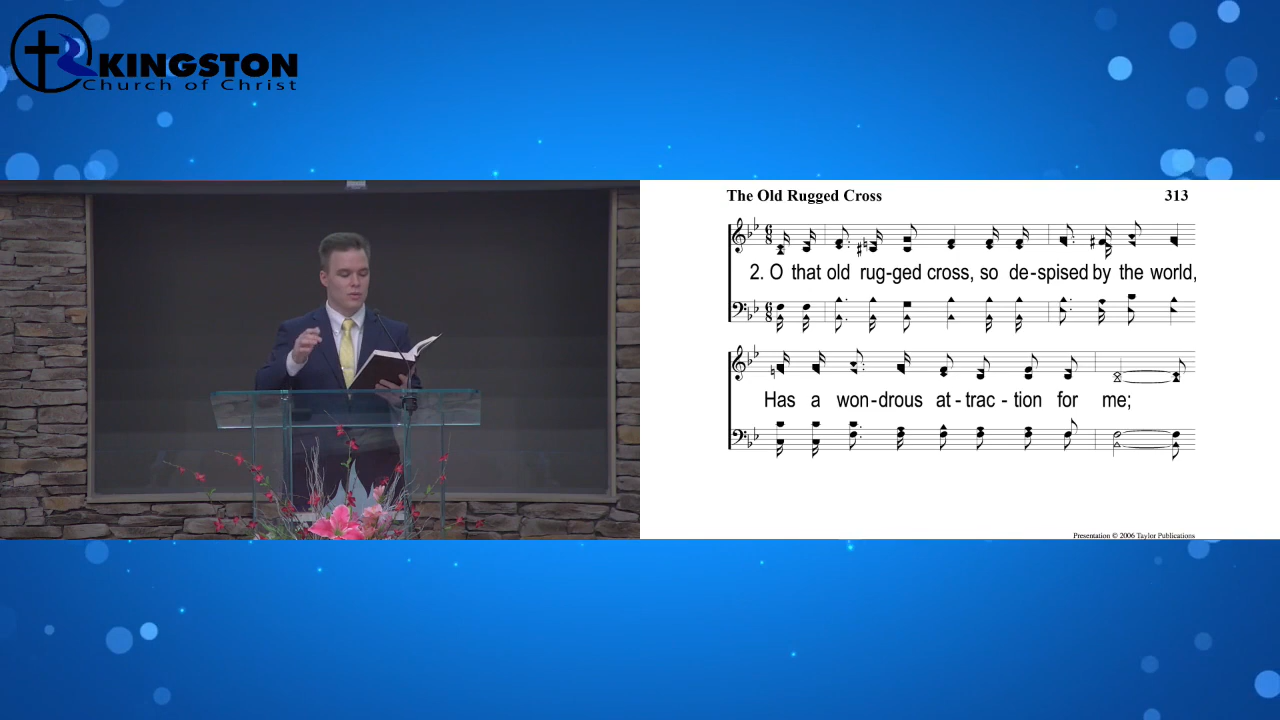 KINGSTON
Church of Christ
The Old Rugged Cross 313
2. O that old rug-ged cross, so de-spised by the world,
Has a won-drous at-trac-tion for me;
Presentation © 2006 Taylor Publications